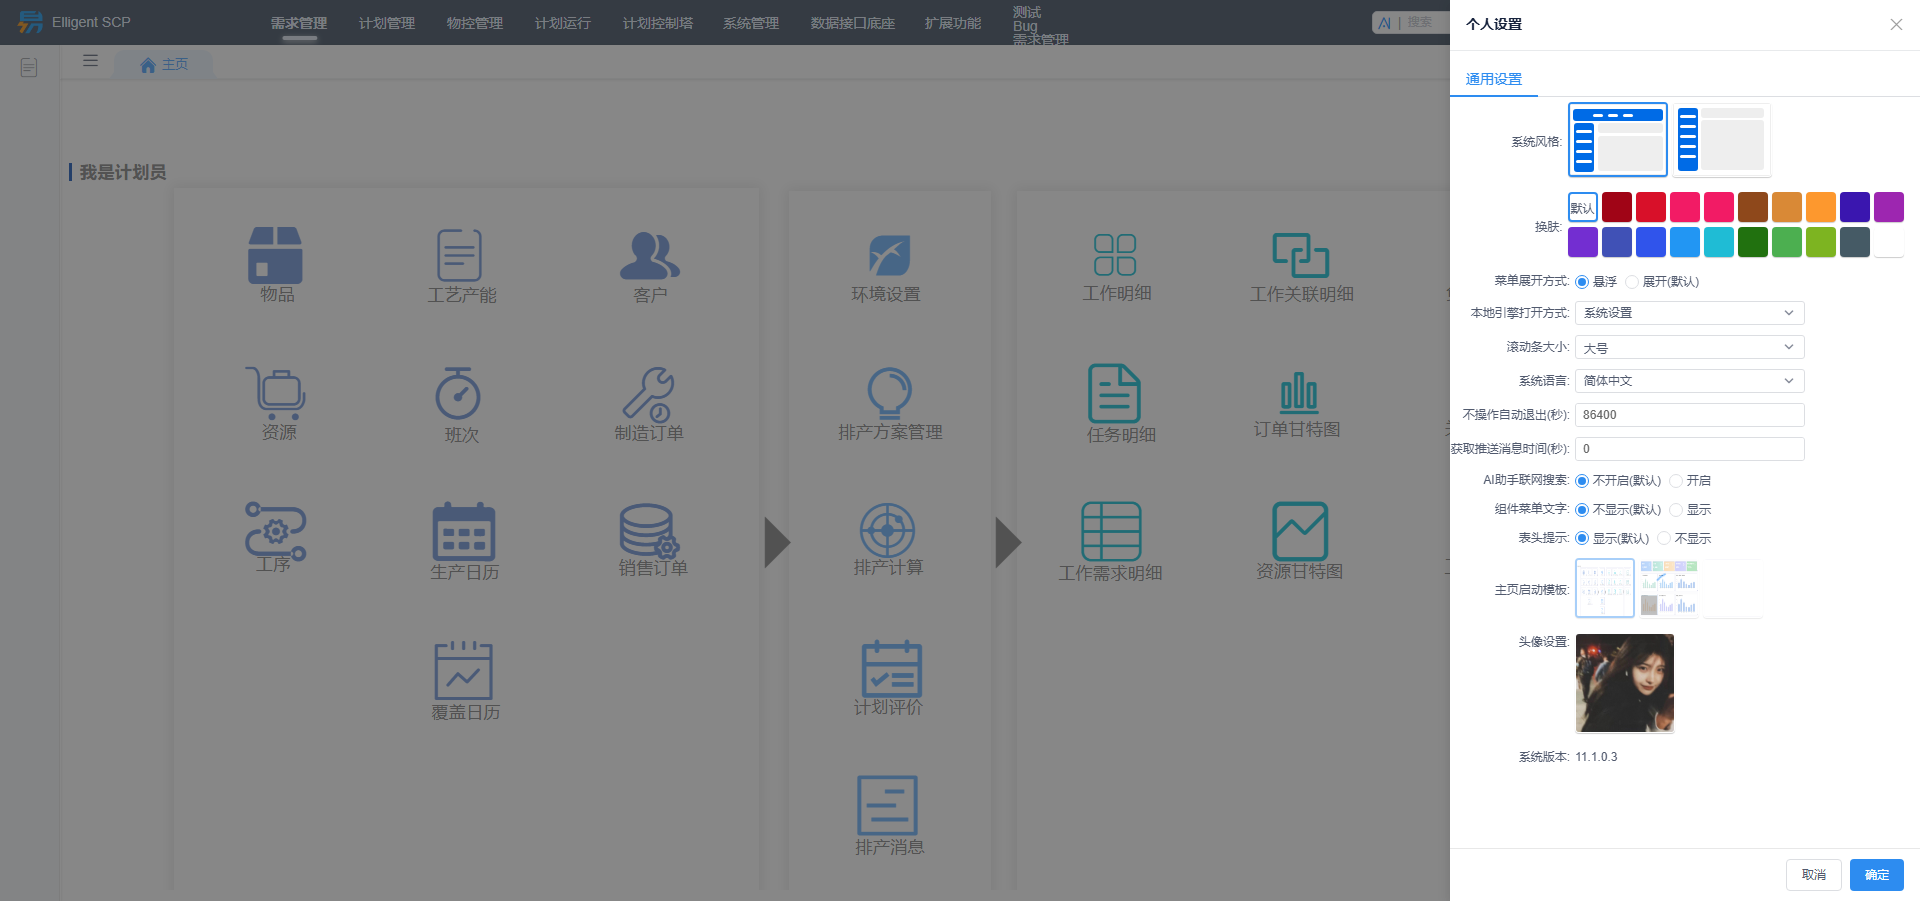 Elligent SCP
需求管理
计划管理
物控管理
计划运行
计划控制塔
系统管理
数据接口底座
扩展功能
测试
Bug
需求管理
AI | 搜索
主页
我是计划员
物品
工艺产能
客户
资源
班次
制造订单
工序
生产日历
销售订单
覆盖日历
环境设置
排产方案管理
排产计算
计划评价
排产消息
工作明细
工作关联明细
任务明细
订单甘特图
工作需求明细
资源甘特图
个人设置
通用设置
系统风格:
换肤:
默认
菜单展开方式: 悬浮 展开(默认)
本地引擎打开方式: 系统设置
滚动条大小: 大号
系统语言: 简体中文
不操作自动退出(秒): 86400
获取推送消息时间(秒): 0
AI助手联网搜索: 不开启(默认) 开启
组件菜单文字: 不显示(默认) 显示
表头提示: 显示(默认) 不显示
主页启动模板:
头像设置:
系统版本: 11.1.0.3
取消
确定